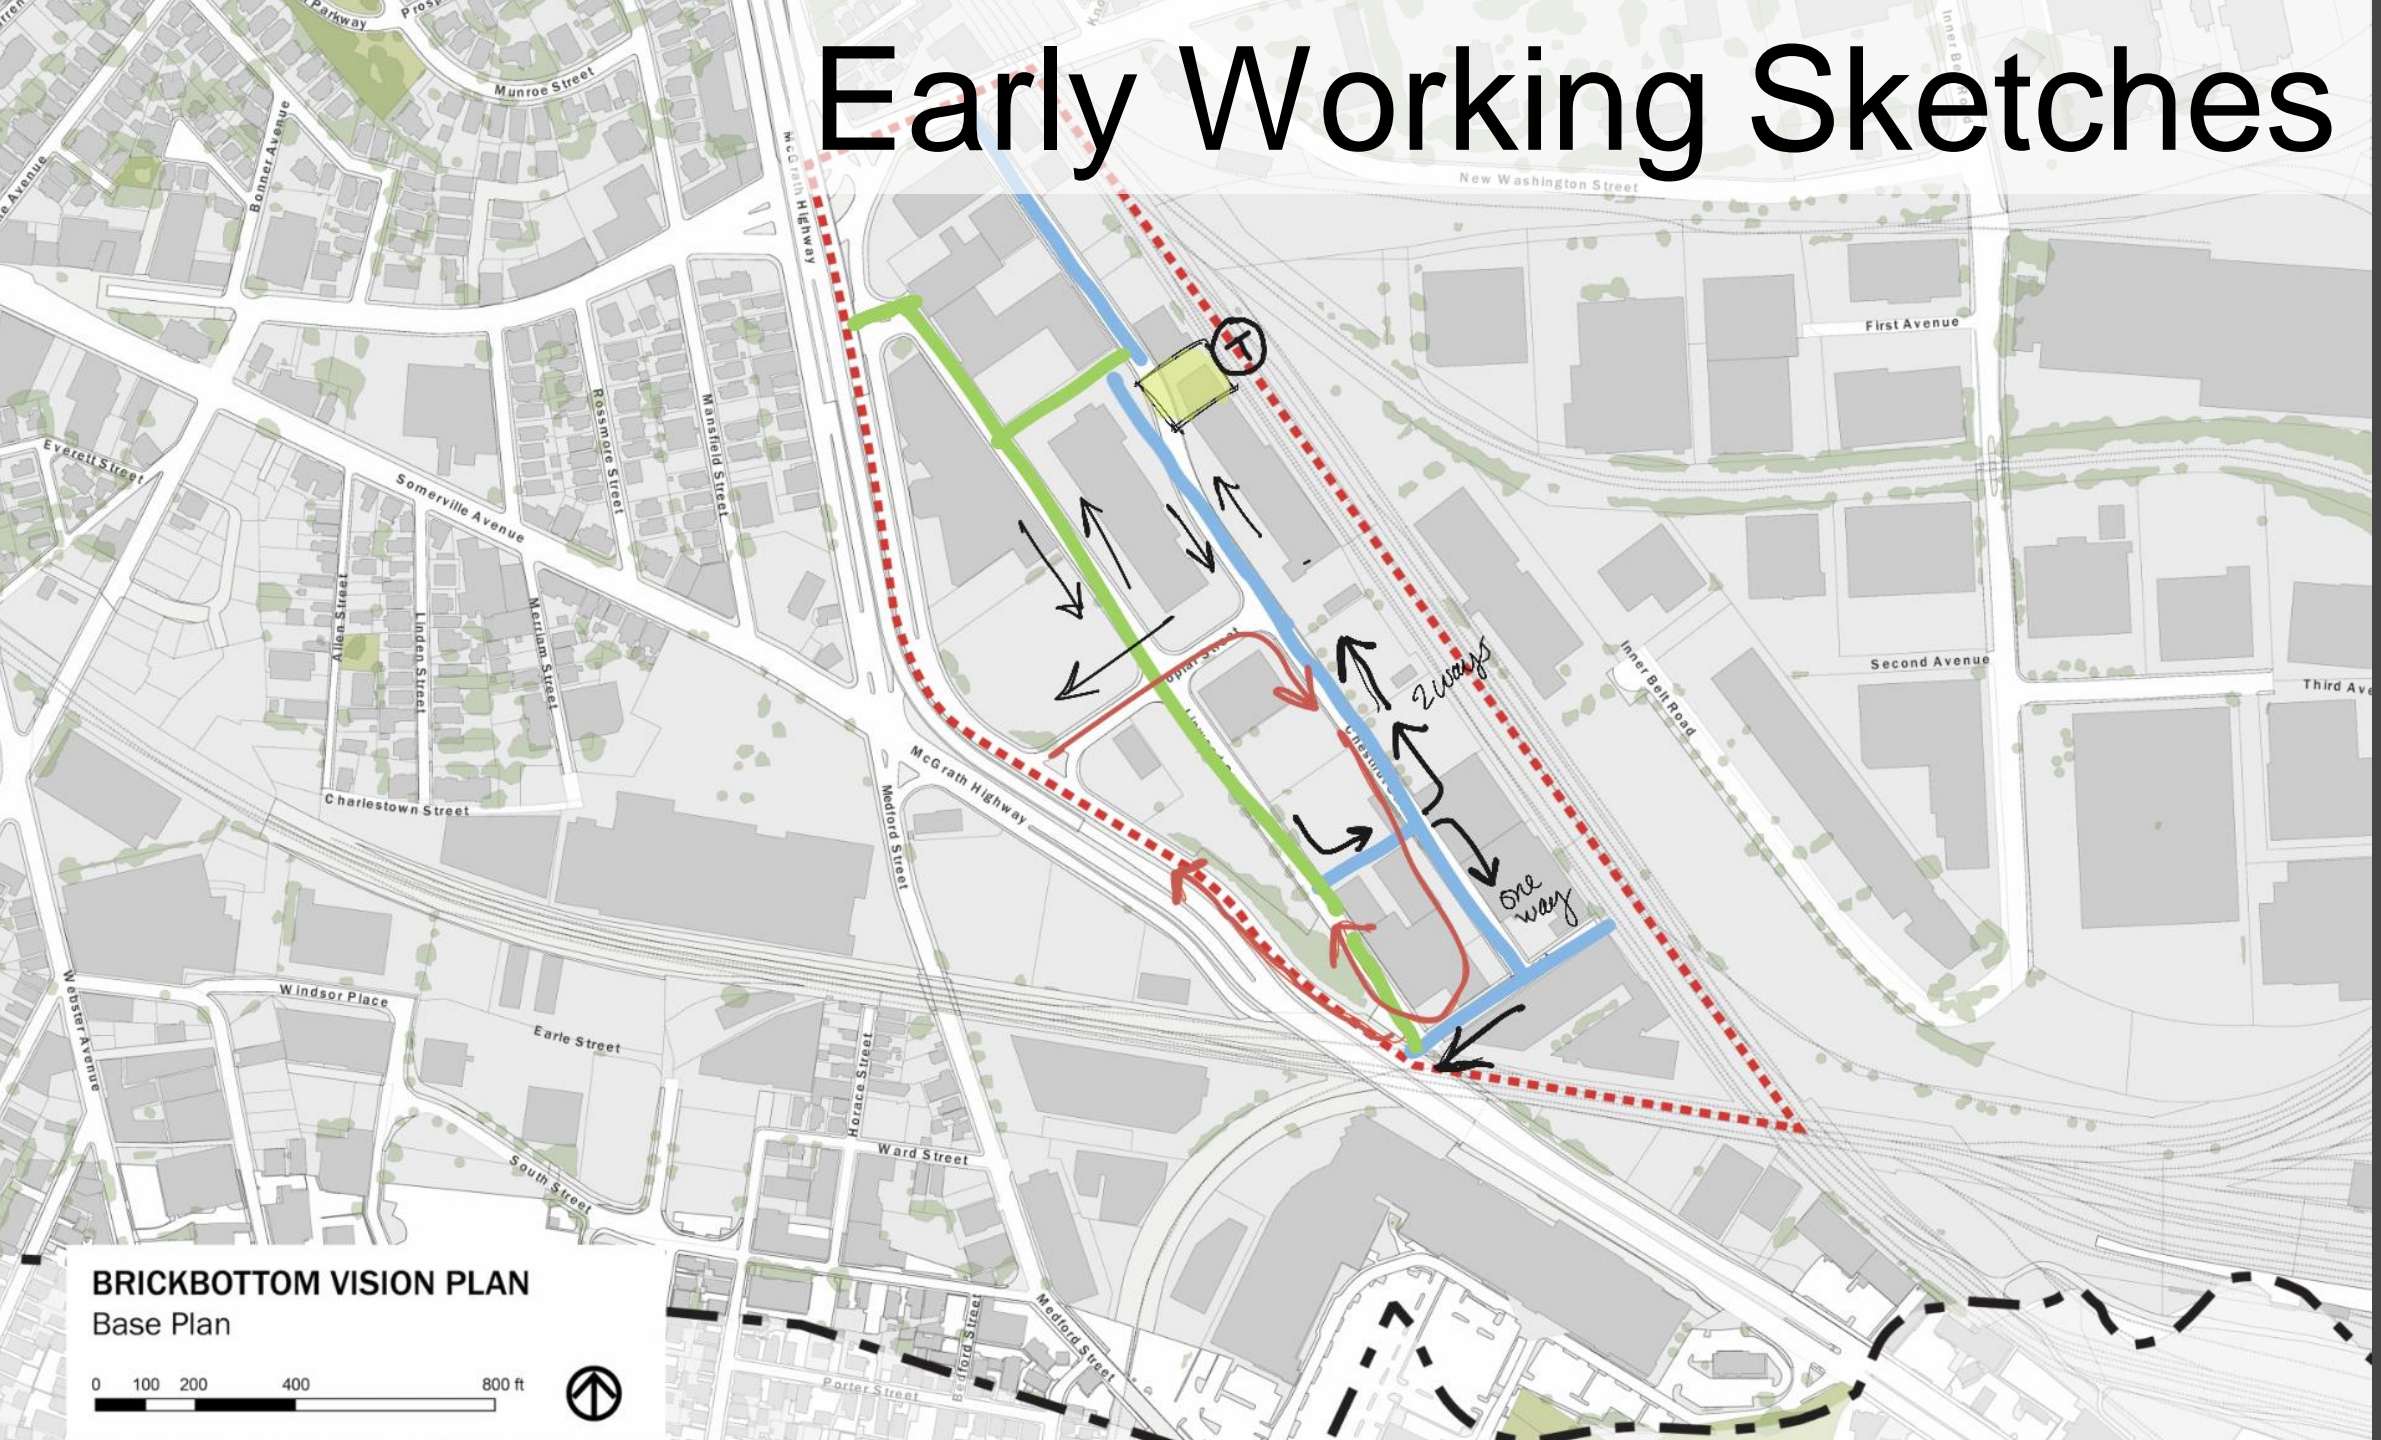 Early Working Sketches
Parkway
Munroe Street
Bonner Avenue
McGrath Highway
New Washington Street
First Avenue
Everett Street
Somerville Avenue
Rossmore Street
Mansfield Street
T
Allen Street
Linden Street
Merriam Street
2 ways
Inner Belt Road
Second Avenue
Third Ave
Charlestown Street
McGrath Highway
Medford Street
one
way
Webster Avenue
Windsor Place
Earle Street
Horace Street
Ward Street
South Street
Medford Street
Bedford Street
Porter Street
BRICKBOTTOM VISION PLAN
Base Plan
0 100 200 400 800 ft